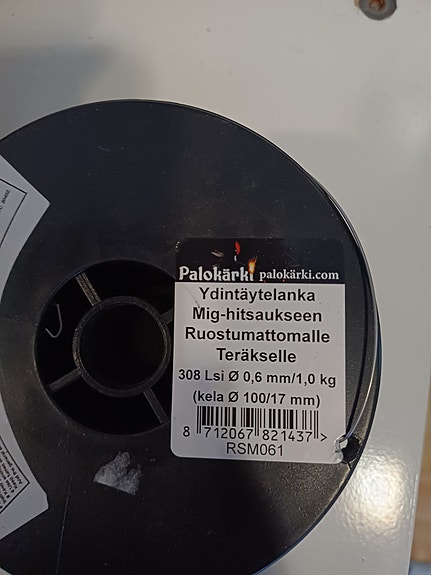 Palokärki palokärki.com
Ydintäytelanka
Mig-hitsaukseen
Ruostumattomalle
Teräkselle
308 Lsi Ø 0,6 mm/1,0 kg
(kela Ø 100/17 mm)
8 712067 821437 >
RSM061